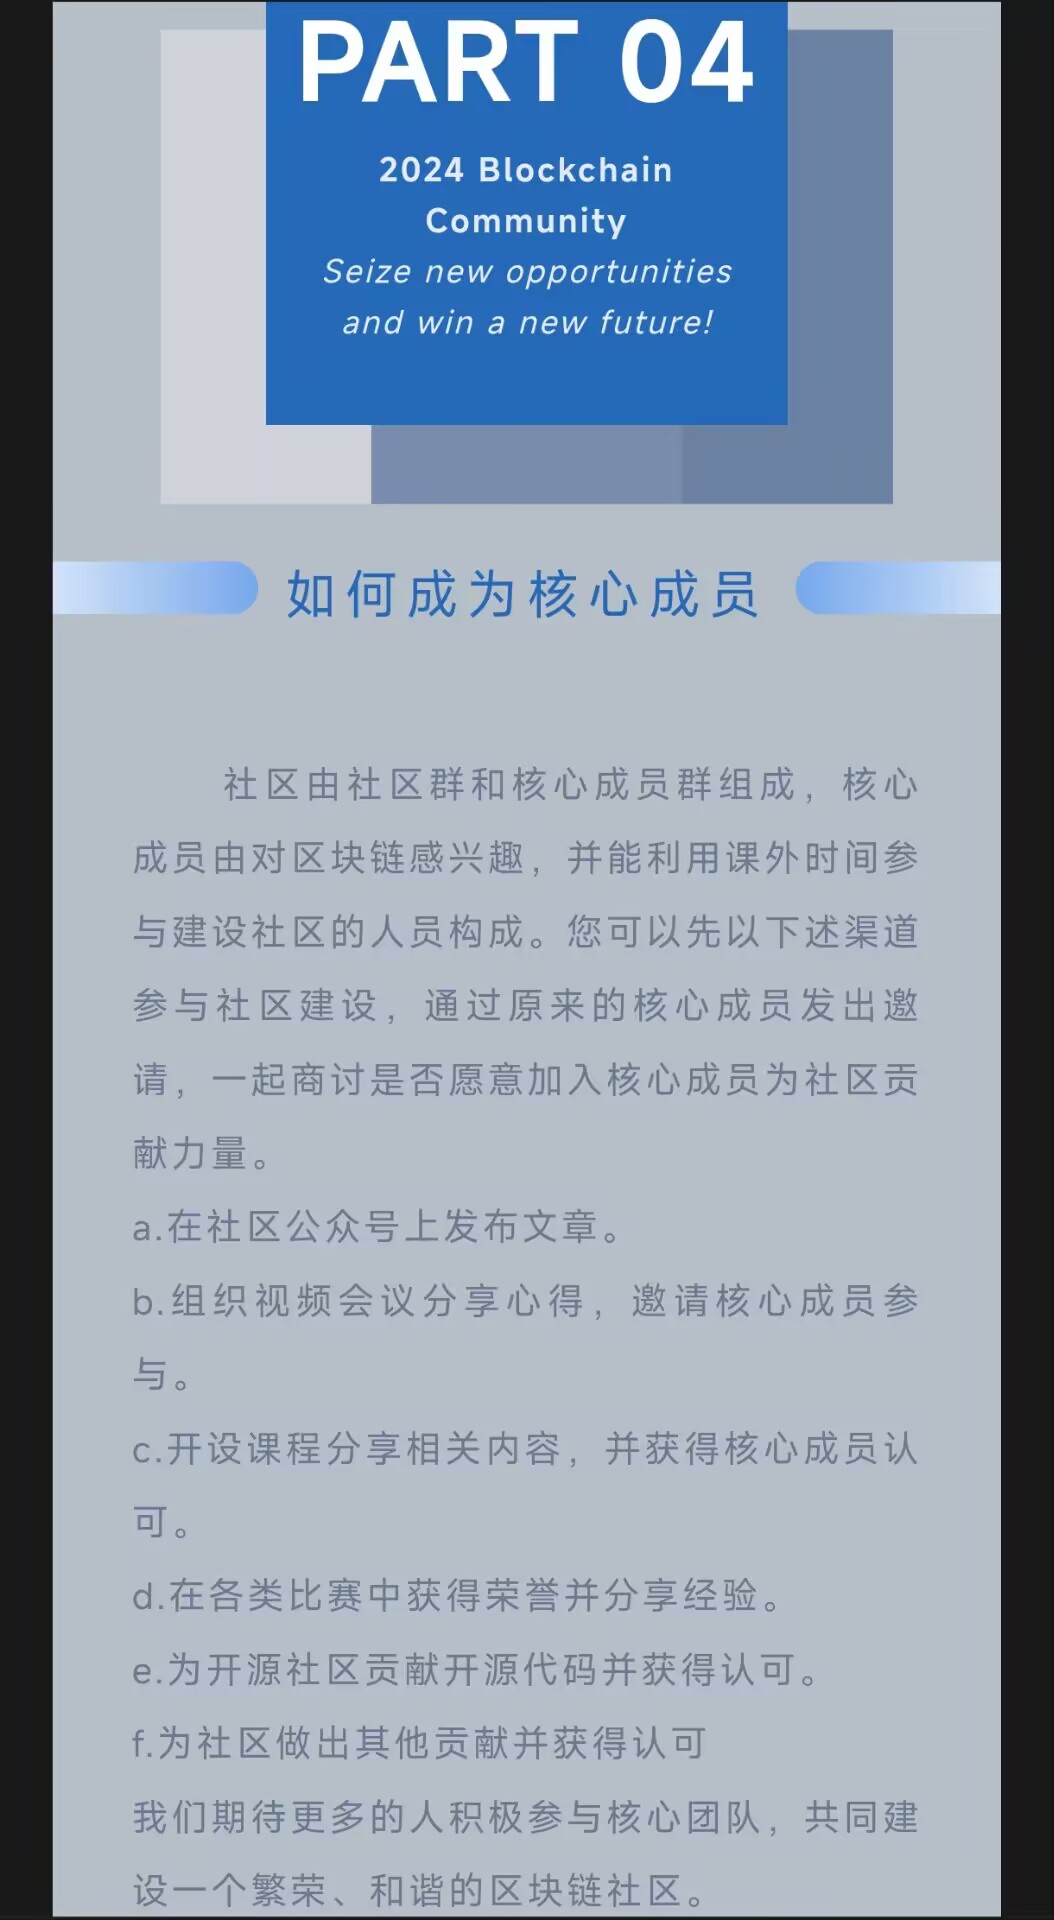 PART 04
2024 Blockchain
Community
Seize new opportunities
and win a new future!
如何成为核心成员
社区由社区群和核心成员群组成，核心
成员由对区块链感兴趣，并能利用课外时间参
与建设社区的人员构成。您可以先以下述渠道
参与社区建设，通过原来的核心成员发出邀
请，一起商讨是否愿意加入核心成员为社区贡
献力量。
a.在社区公众号上发布文章。
b.组织视频会议分享心得，邀请核心成员参
与。
c.开设课程分享相关内容，并获得核心成员认
可。
d.在各类比赛中获得荣誉并分享经验。
e.为开源社区贡献开源代码并获得认可。
f.为社区做出其他贡献并获得认可
我们期待更多的人积极参与核心团队，共同建
设一个繁荣、和谐的区块链社区。